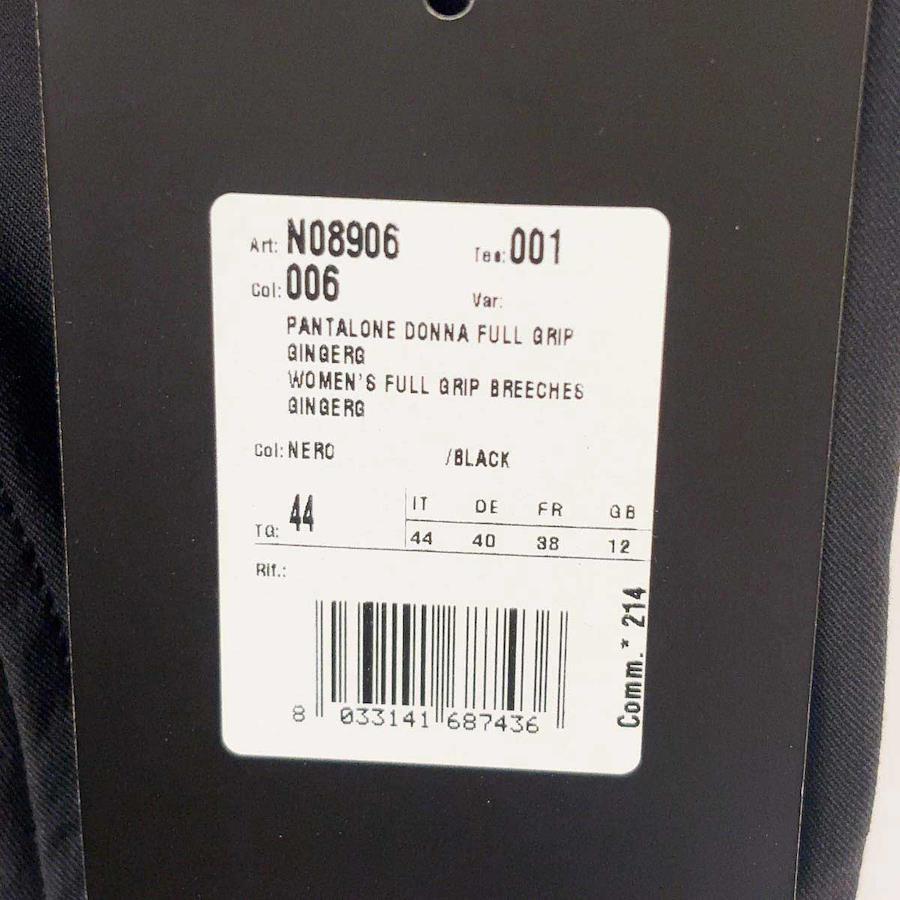 Art: N08906 Tes: 001
Col: 006 Var:
PANTALONE DONNA FULL GRIP
GINGERG
WOMEN'S FULL GRIP BREECHES
GINGERG
Col: NERO /BLACK
IT DE FR GB
TG: 44 44 40 38 12
Rif.:
Comm.* 214
8 033141 687436